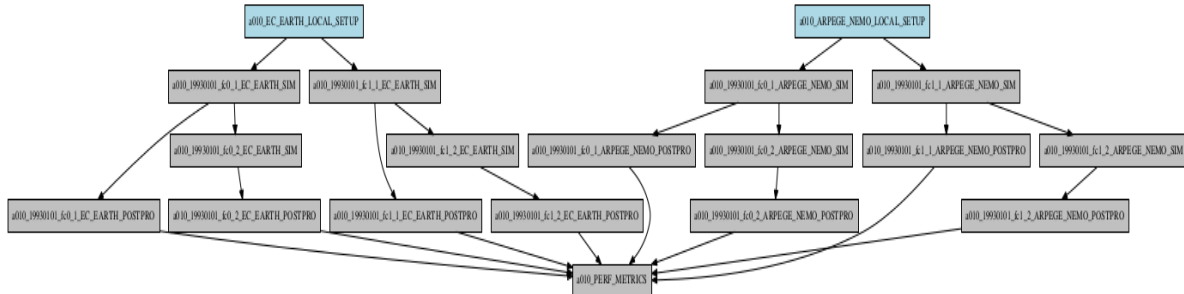 a010_EC_EARTH_LOCAL_SETUP
a010_ARPEGE_NEMO_LOCAL_SETUP
a010_19930101_fc0_1_EC_EARTH_SIM
a010_19930101_fc1_1_EC_EARTH_SIM
a010_19930101_fc0_1_ARPEGE_NEMO_SIM
a010_19930101_fc1_1_ARPEGE_NEMO_SIM
a010_19930101_fc0_2_EC_EARTH_SIM
a010_19930101_fc1_2_EC_EARTH_SIM
a010_19930101_fc0_1_ARPEGE_NEMO_POSTPRO
a010_19930101_fc0_2_ARPEGE_NEMO_SIM
a010_19930101_fc1_1_ARPEGE_NEMO_POSTPRO
a010_19930101_fc1_2_ARPEGE_NEMO_SIM
a010_19930101_fc0_1_EC_EARTH_POSTPRO
a010_19930101_fc0_2_EC_EARTH_POSTPRO
a010_19930101_fc1_1_EC_EARTH_POSTPRO
a010_19930101_fc1_2_EC_EARTH_POSTPRO
a010_19930101_fc0_2_ARPEGE_NEMO_POSTPRO
a010_19930101_fc1_2_ARPEGE_NEMO_POSTPRO
a010_PERF_METRICS